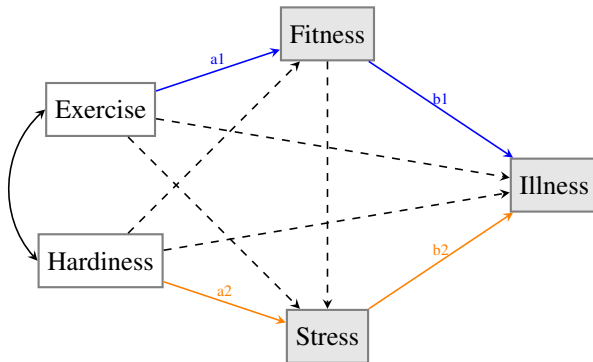 Fitness
a1
b1
Exercise
Illness
Hardiness
a2
b2
Stress